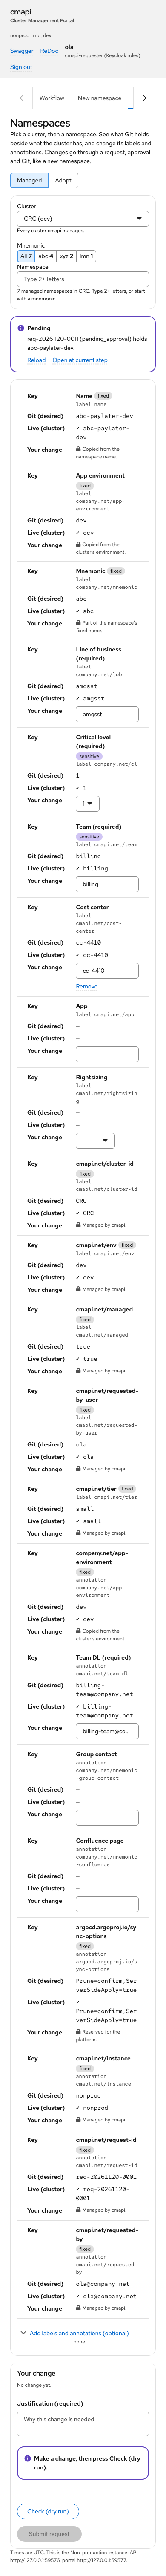 cmapi
Cluster Management Portal
nonprod · rnd, dev
Swagger ReDoc ola
cmapi-requester (Keycloak roles)
Sign out
Workflow New namespace
Namespaces
Pick a cluster, then a namespace. See what Git holds
beside what the cluster has, and change its labels and
annotations. Changes go through a request, approval
and Git, like a new namespace.
Managed Adopt
Cluster
CRC (dev)
Every cluster cmapi manages.
Mnemonic
All 7 abc 4 xyz 2 lmn 1
Namespace
Type 2+ letters
7 managed namespaces in CRC. Type 2+ letters, or start
with a mnemonic.
Pending
req-20261120-0011 (pending_approval) holds
abc-paylater-dev.
Reload Open at current step
Key Name fixed
label name
Git (desired) abc-paylater-dev
Live (cluster) ✓ abc-paylater-
dev
Your change Copied from the
namespace name.
Key App environment
fixed
label
company.net/app-
environment
Git (desired) dev
Live (cluster) ✓ dev
Your change Copied from the
cluster's environment.
Key Mnemonic fixed
label
company.net/mnemonic
Git (desired) abc
Live (cluster) ✓ abc
Your change Part of the namespace's
fixed name.
Key Line of business
(required)
label
company.net/lob
Git (desired) amgsst
Live (cluster) ✓ amgsst
Your change amgsst
Key Critical level
(required)
sensitive
label company.net/cl
Git (desired) 1
Live (cluster) ✓ 1
Your change 1
Key Team (required)
sensitive
label cmapi.net/team
Git (desired) billing
Live (cluster) ✓ billing
Your change billing
Key Cost center
label
cmapi.net/cost-
center
Git (desired) cc-4410
Live (cluster) ✓ cc-4410
Your change cc-4410
Remove
Key App
label cmapi.net/app
Git (desired) —
Live (cluster) —
Your change
Key Rightsizing
label
cmapi.net/rightsizin
g
Git (desired) —
Live (cluster) —
Your change —
Key cmapi.net/cluster-id
fixed
label
cmapi.net/cluster-id
Git (desired) CRC
Live (cluster) ✓ CRC
Your change Managed by cmapi.
Key cmapi.net/env fixed
label cmapi.net/env
Git (desired) dev
Live (cluster) ✓ dev
Your change Managed by cmapi.
Key cmapi.net/managed
fixed
label
cmapi.net/managed
Git (desired) true
Live (cluster) ✓ true
Your change Managed by cmapi.
Key cmapi.net/requested-
by-user
fixed
label
cmapi.net/requested-
by-user
Git (desired) ola
Live (cluster) ✓ ola
Your change Managed by cmapi.
Key cmapi.net/tier fixed
label cmapi.net/tier
Git (desired) small
Live (cluster) ✓ small
Your change Managed by cmapi.
Key company.net/app-
environment
fixed
annotation
company.net/app-
environment
Git (desired) dev
Live (cluster) ✓ dev
Your change Copied from the
cluster's environment.
Key Team DL (required)
annotation
cmapi.net/team-dl
Git (desired) billing-
team@company.net
Live (cluster) ✓ billing-
team@company.net
Your change billing-team@co...
Key Group contact
annotation
company.net/mnemonic
-group-contact
Git (desired) —
Live (cluster) —
Your change
Key Confluence page
annotation
company.net/mnemonic
-confluence
Git (desired) —
Live (cluster) —
Your change
Key argocd.argoproj.io/sy
nc-options
fixed
annotation
argocd.argoproj.io/s
ync-options
Git (desired) Prune=confirm,Ser
verSideApply=true
Live (cluster) ✓
Prune=confirm,Ser
verSideApply=true
Your change Reserved for the
platform.
Key cmapi.net/instance
fixed
annotation
cmapi.net/instance
Git (desired) nonprod
Live (cluster) ✓ nonprod
Your change Managed by cmapi.
Key cmapi.net/request-id
fixed
annotation
cmapi.net/request-id
Git (desired) req-20261120-0001
Live (cluster) ✓ req-20261120-
0001
Your change Managed by cmapi.
Key cmapi.net/requested-
by
fixed
annotation
cmapi.net/requested-
by
Git (desired) ola@company.net
Live (cluster) ✓ ola@company.net
Your change Managed by cmapi.
Add labels and annotations (optional)
none
Your change
No change yet.
Justification (required)
Why this change is needed
Make a change, then press Check (dry
run).
Check (dry run)
Submit request
Times are UTC. This is the Non-production instance. API
http://127.0.0.1:59576, portal http://127.0.0.1:59577.